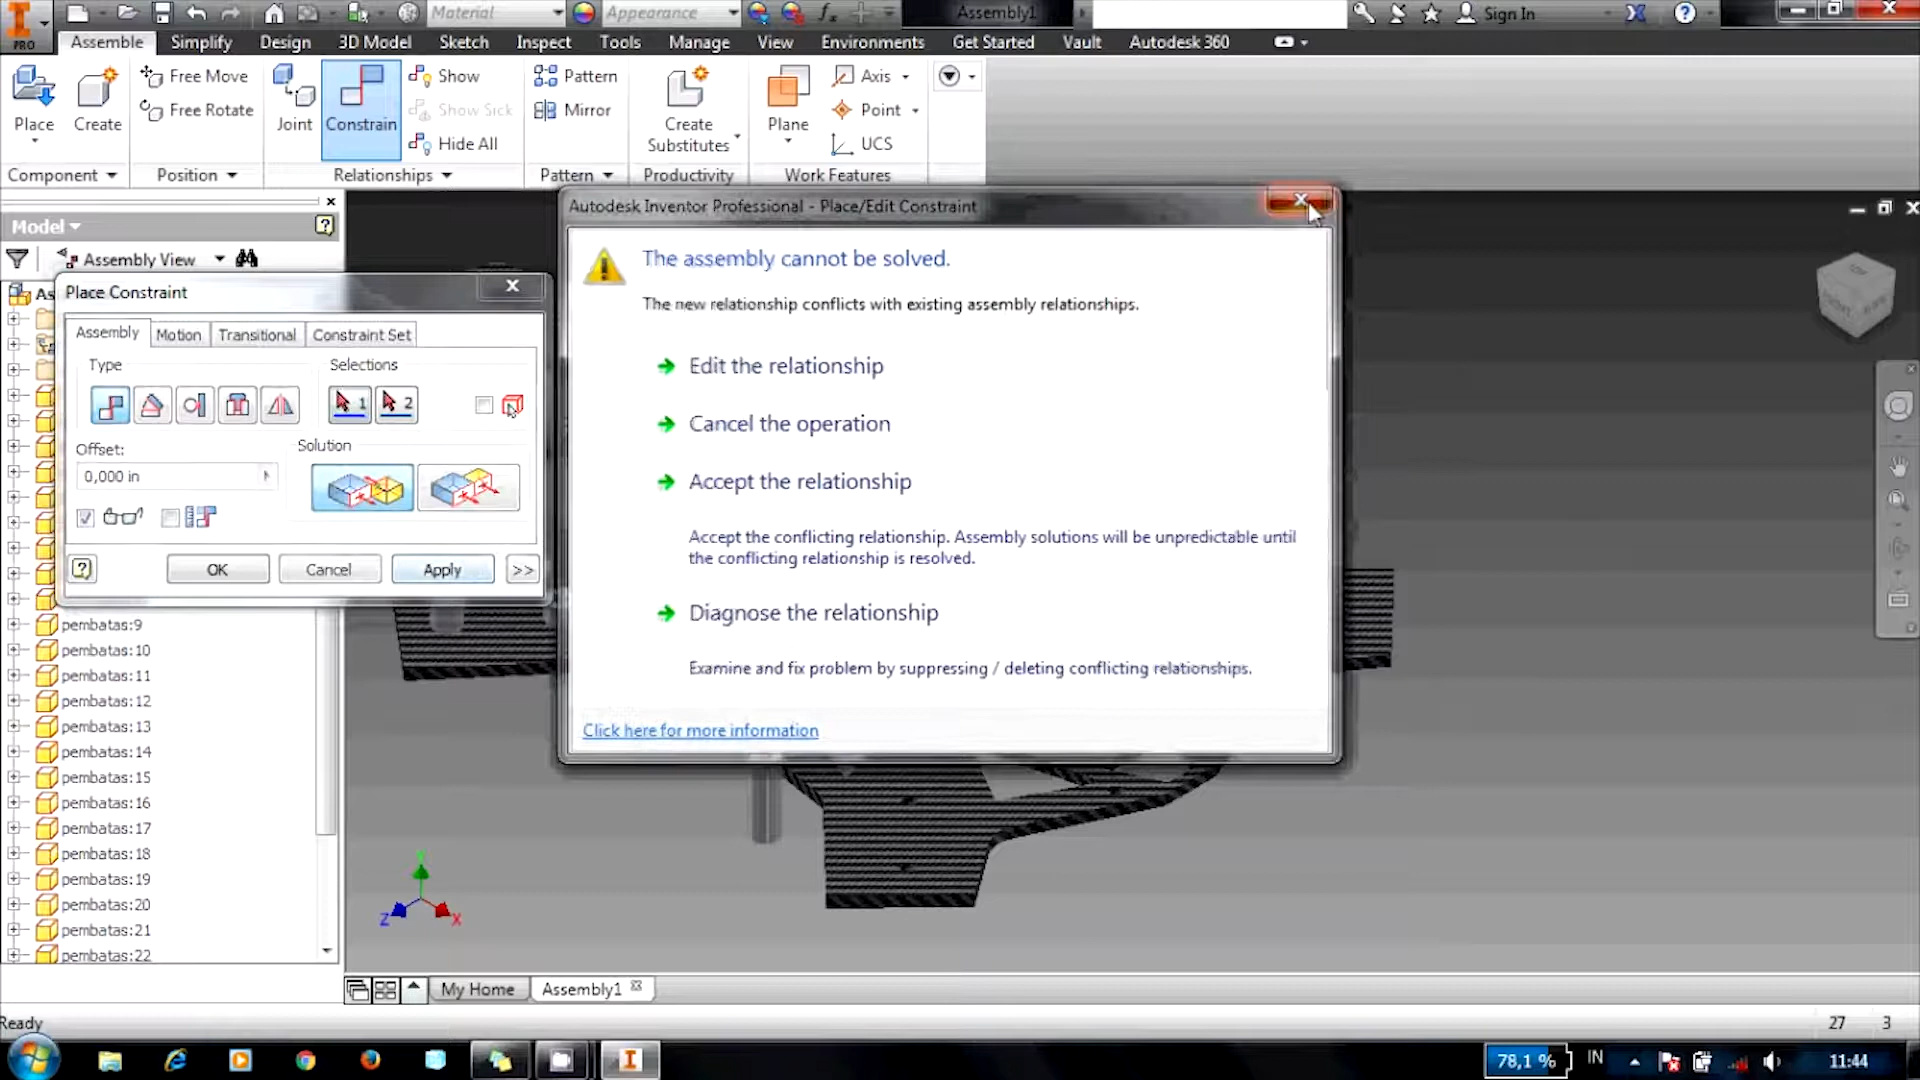 Material
Appearance
Assembly1
Sign In
PRO
Assemble
Simplify
Design
3D Model
Sketch
Inspect
Tools
Manage
View
Environments
Get Started
Vault
Autodesk 360
Place
Create
Free Move
Free Rotate
Joint
Constrain
Show
Show Sick
Hide All
Pattern
Mirror
Create
Substitutes
Plane
Axis
Point
UCS
Component
Position
Relationships
Pattern
Productivity
Work Features
Model
Assembly View
As
Place Constraint
Assembly
Motion
Transitional
Constraint Set
Type
Selections
1
2
Offset:
0,000 in
Solution
OK
Cancel
Apply
>>
Autodesk Inventor Professional - Place/Edit Constraint
The assembly cannot be solved.
The new relationship conflicts with existing assembly relationships.
Edit the relationship
Cancel the operation
Accept the relationship
Accept the conflicting relationship. Assembly solutions will be unpredictable until
the conflicting relationship is resolved.
Diagnose the relationship
Examine and fix problem by suppressing / deleting conflicting relationships.
Click here for more information
pembatas:9
pembatas:10
pembatas:11
pembatas:12
pembatas:13
pembatas:14
pembatas:15
pembatas:16
pembatas:17
pembatas:18
pembatas:19
pembatas:20
pembatas:21
pembatas:22
Y
Z
X
My Home
Assembly1
Ready
27
3
78,1 %
IN
11:44